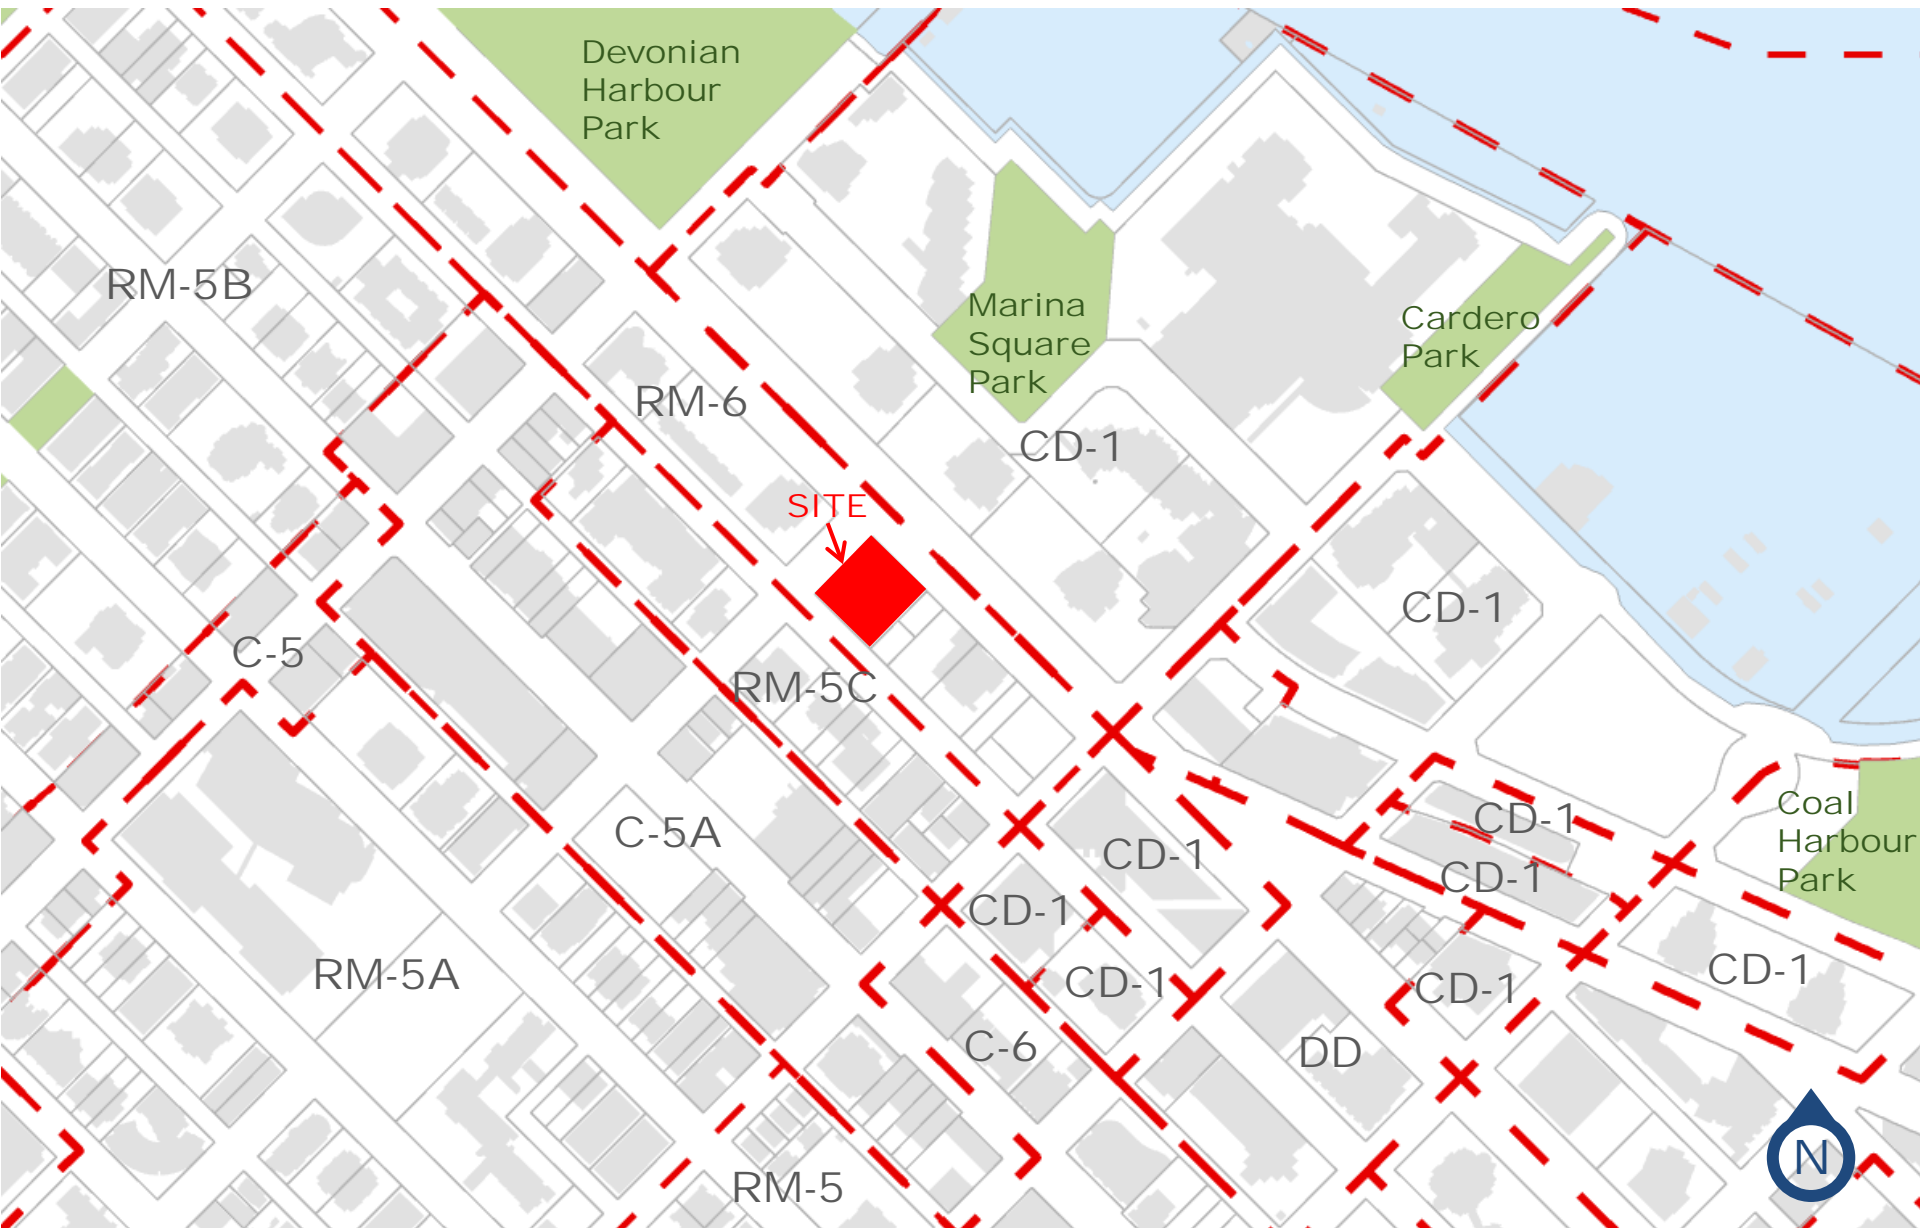 Devonian
Harbour
Park
RM-5B
Marina
Square
Park
Cardero
Park
RM-6
CD-1
SITE
CD-1
C-5
RM-5C
C-5A
CD-1
Coal
Harbour
Park
CD-1
CD-1
CD-1
RM-5A
CD-1
CD-1
CD-1
C-6
DD
N
RM-5